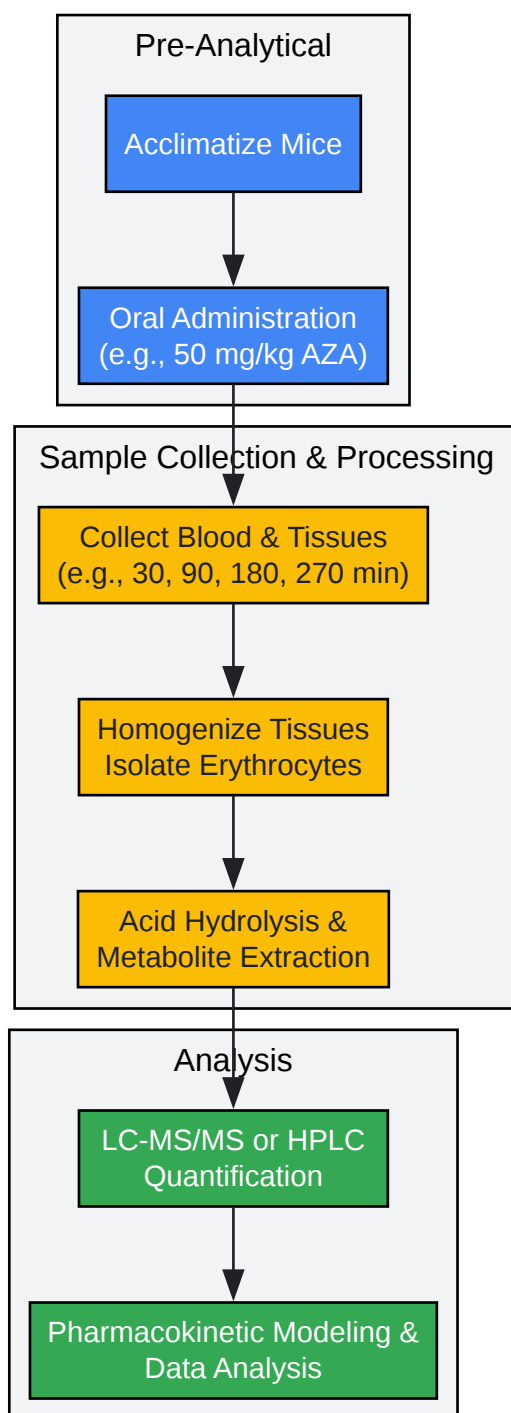 Pre-Analytical
Acclimatize Mice
Oral Administration
(e.g., 50 mg/kg AZA)
Sample Collection & Processing
Collect Blood & Tissues
(e.g., 30, 90, 180, 270 min)
Homogenize Tissues
Isolate Erythrocytes
Acid Hydrolysis &
Metabolite Extraction
Analysis
LC-MS/MS or HPLC
Quantification
Pharmacokinetic Modeling &
Data Analysis